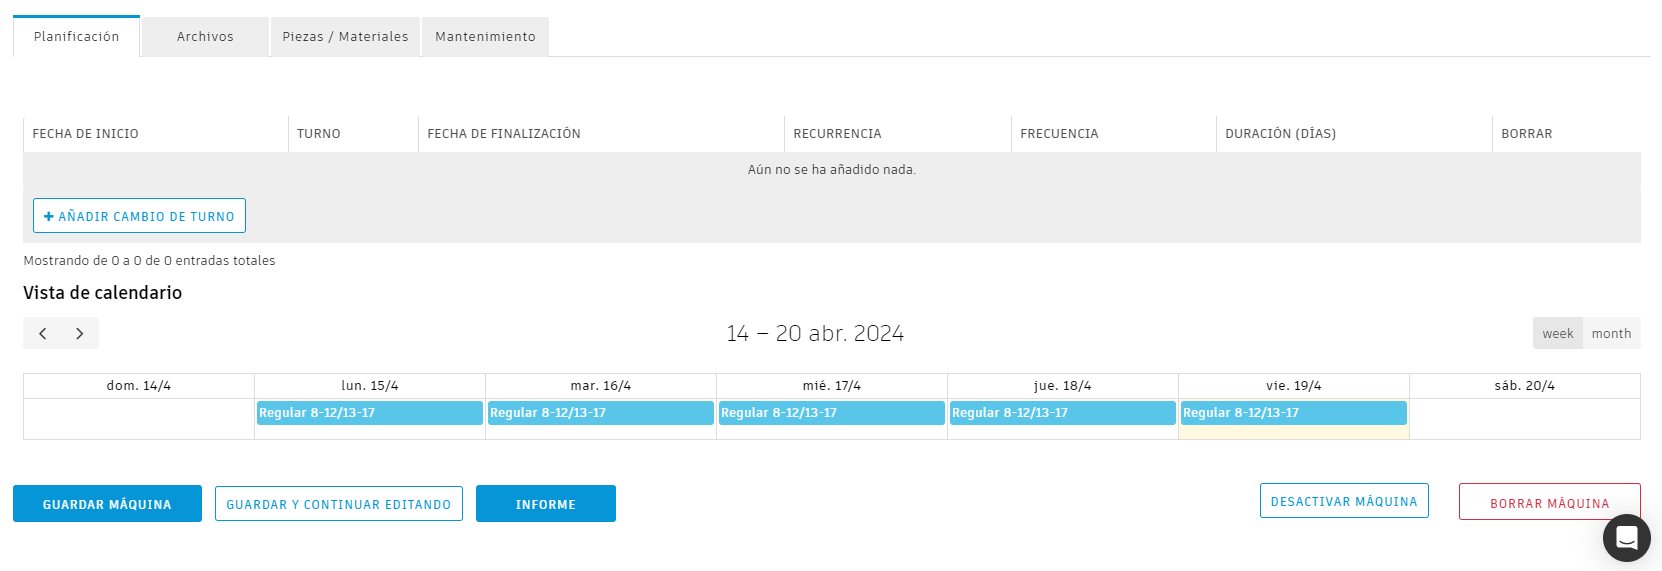 Planificación
Archivos
Piezas / Materiales
Mantenimiento
FECHA DE INICIO
TURNO
FECHA DE FINALIZACIÓN
RECURRENCIA
FRECUENCIA
DURACIÓN (DÍAS)
BORRAR
Aún no se ha añadido nada.
+ AÑADIR CAMBIO DE TURNO
Mostrando de 0 a 0 de 0 entradas totales
Vista de calendario
14 – 20 abr. 2024
week
month
dom. 14/4
lun. 15/4
mar. 16/4
mié. 17/4
jue. 18/4
vie. 19/4
sáb. 20/4
Regular 8-12/13-17
Regular 8-12/13-17
Regular 8-12/13-17
Regular 8-12/13-17
Regular 8-12/13-17
GUARDAR MÁQUINA
GUARDAR Y CONTINUAR EDITANDO
INFORME
DESACTIVAR MÁQUINA
BORRAR MÁQUINA